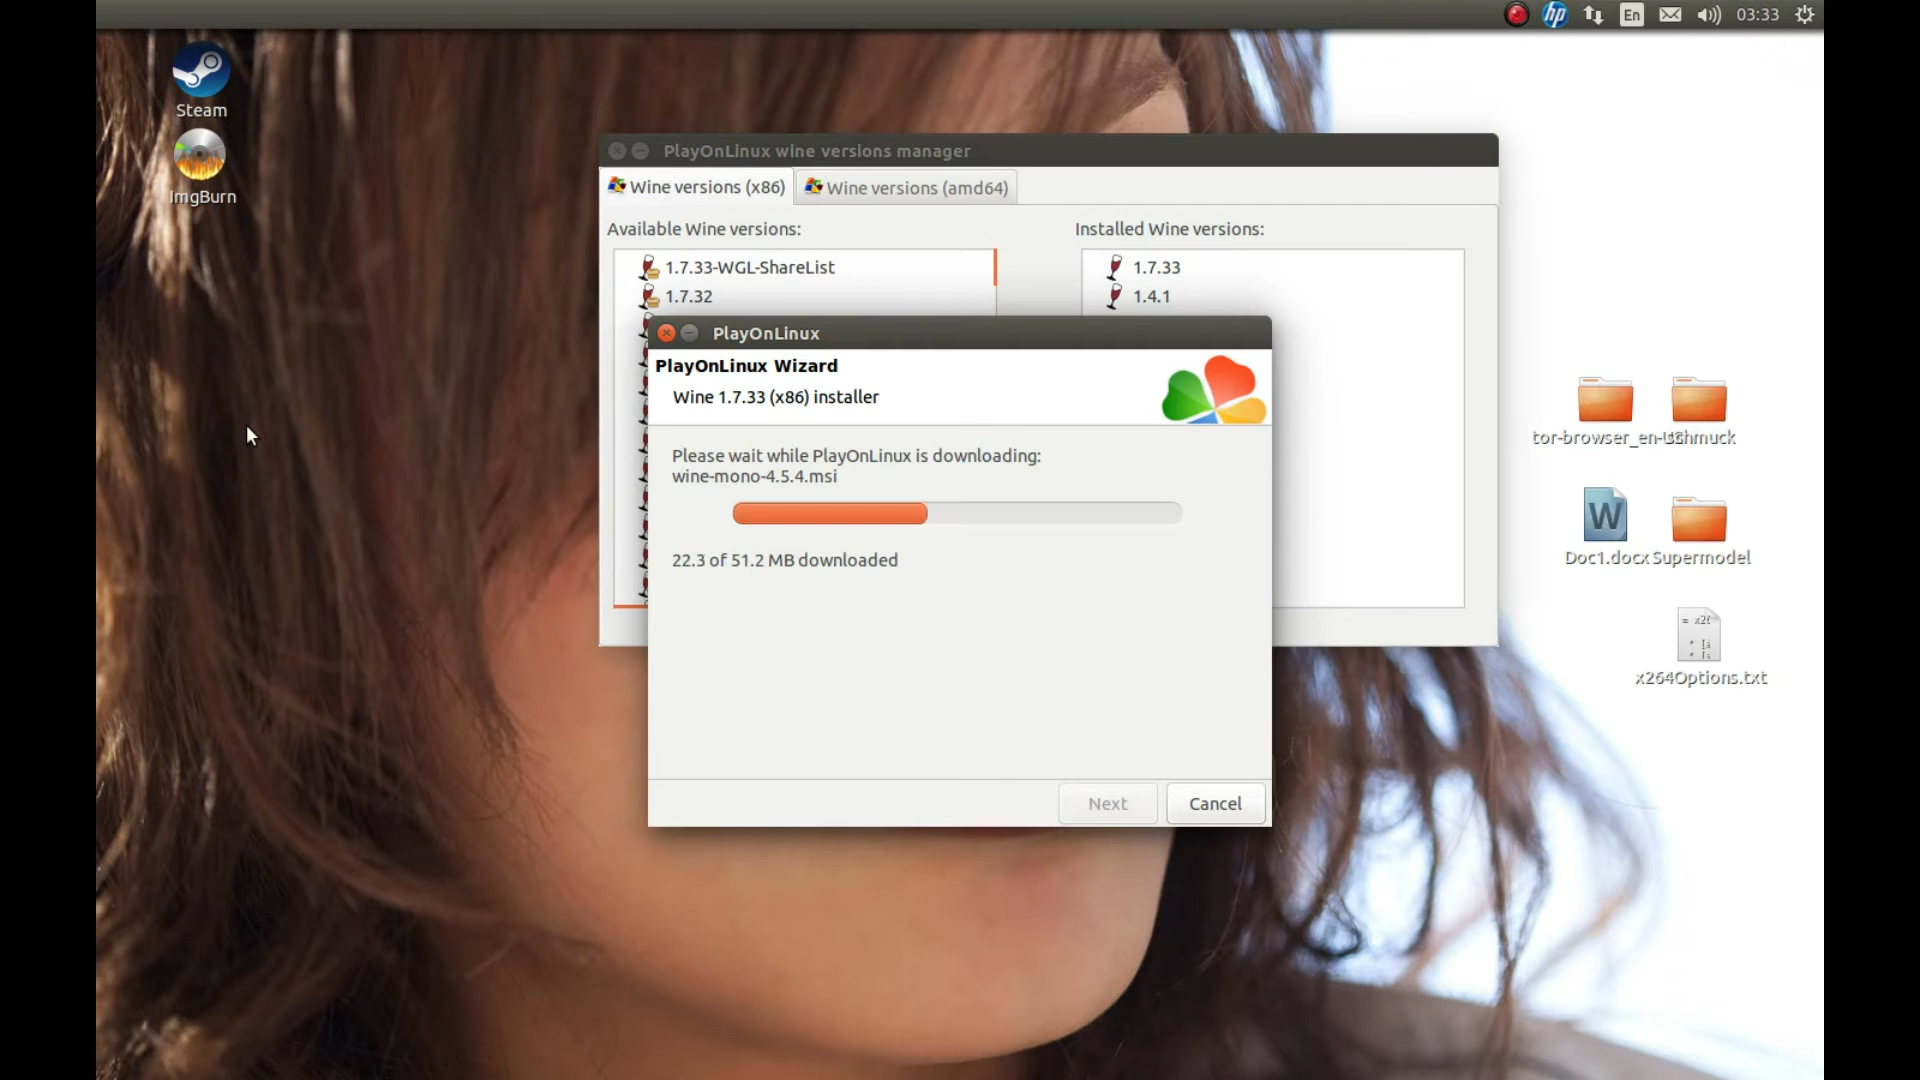 hp
En
03:33
Steam
ImgBurn
PlayOnLinux wine versions manager
Wine versions (x86)
Wine versions (amd64)
Available Wine versions:
Installed Wine versions:
1.7.33-WGL-ShareList
1.7.32
1.7.33
1.4.1
PlayOnLinux
PlayOnLinux Wizard
Wine 1.7.33 (x86) installer
Please wait while PlayOnLinux is downloading:
wine-mono-4.5.4.msi
22.3 of 51.2 MB downloaded
Next
Cancel
W
Doc1.docx
Supermodel
x264Options.txt